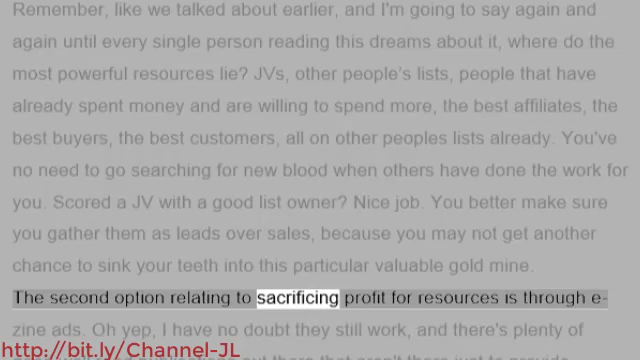 Remember, like we talked about earlier, and I'm going to say again and
again until every single person reading this dreams about it, where do the
most powerful resources lie? JVs, other people's lists, people that have
already spent money and are willing to spend more, the best affiliates, the
best buyers, the best customers, all on other peoples lists already. You've
no need to go searching for new blood when others have done the work for
you. Scored a JV with a good list owner? Nice job. You better make sure
you gather them as leads over sales, because you may not get another
chance to sink your teeth into this particular valuable gold mine.
The second option relating to sacrificing profit for resources is through e-
zine ads. Oh yep, I have no doubt they still work, and there's plenty of
http://bit.ly/Channel-JL